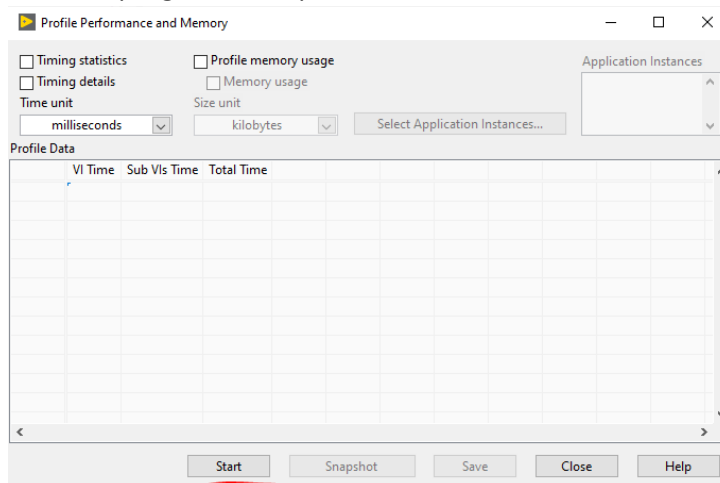 Profile Performance and Memory
Timing statistics
Profile memory usage
Application Instances
Timing details
Memory usage
Time unit
Size unit
milliseconds
kilobytes
Select Application Instances...
Profile Data
VI Time Sub VIs Time Total Time
Start Snapshot Save Close Help